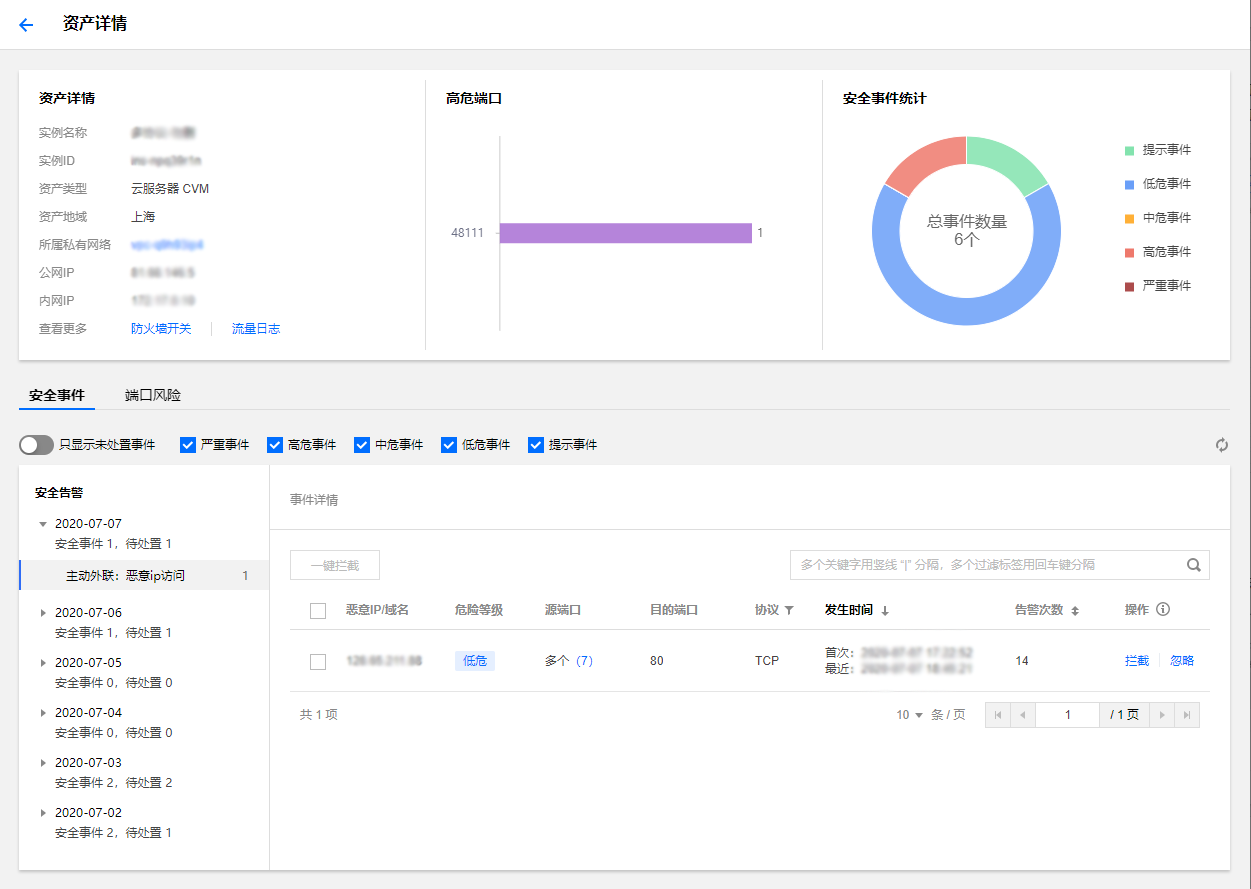 资产详情
资产详情
实例名称
实例ID
资产类型 云服务器 CVM
资产地域 上海
所属私有网络
公网IP
内网IP
查看更多 防火墙开关 流量日志
高危端口
48111 1
安全事件统计
总事件数量
6个
提示事件
低危事件
中危事件
高危事件
严重事件
安全事件 端口风险
只显示未处置事件 严重事件 高危事件 中危事件 低危事件 提示事件
安全告警
2020-07-07
安全事件 1，待处置 1
主动外联：恶意ip访问 1
2020-07-06
安全事件 1，待处置 1
2020-07-05
安全事件 0，待处置 0
2020-07-04
安全事件 0，待处置 0
2020-07-03
安全事件 2，待处置 2
2020-07-02
安全事件 2，待处置 1
事件详情
一键拦截 多个关键字用竖线 "|" 分隔，多个过滤标签用回车键分隔
恶意IP/域名 危险等级 源端口 目的端口 协议 发生时间 告警次数 操作
低危 多个 (7) 80 TCP 首次： 14 拦截 忽略
最近：
共 1 项 10 条 / 页 1 / 1 页